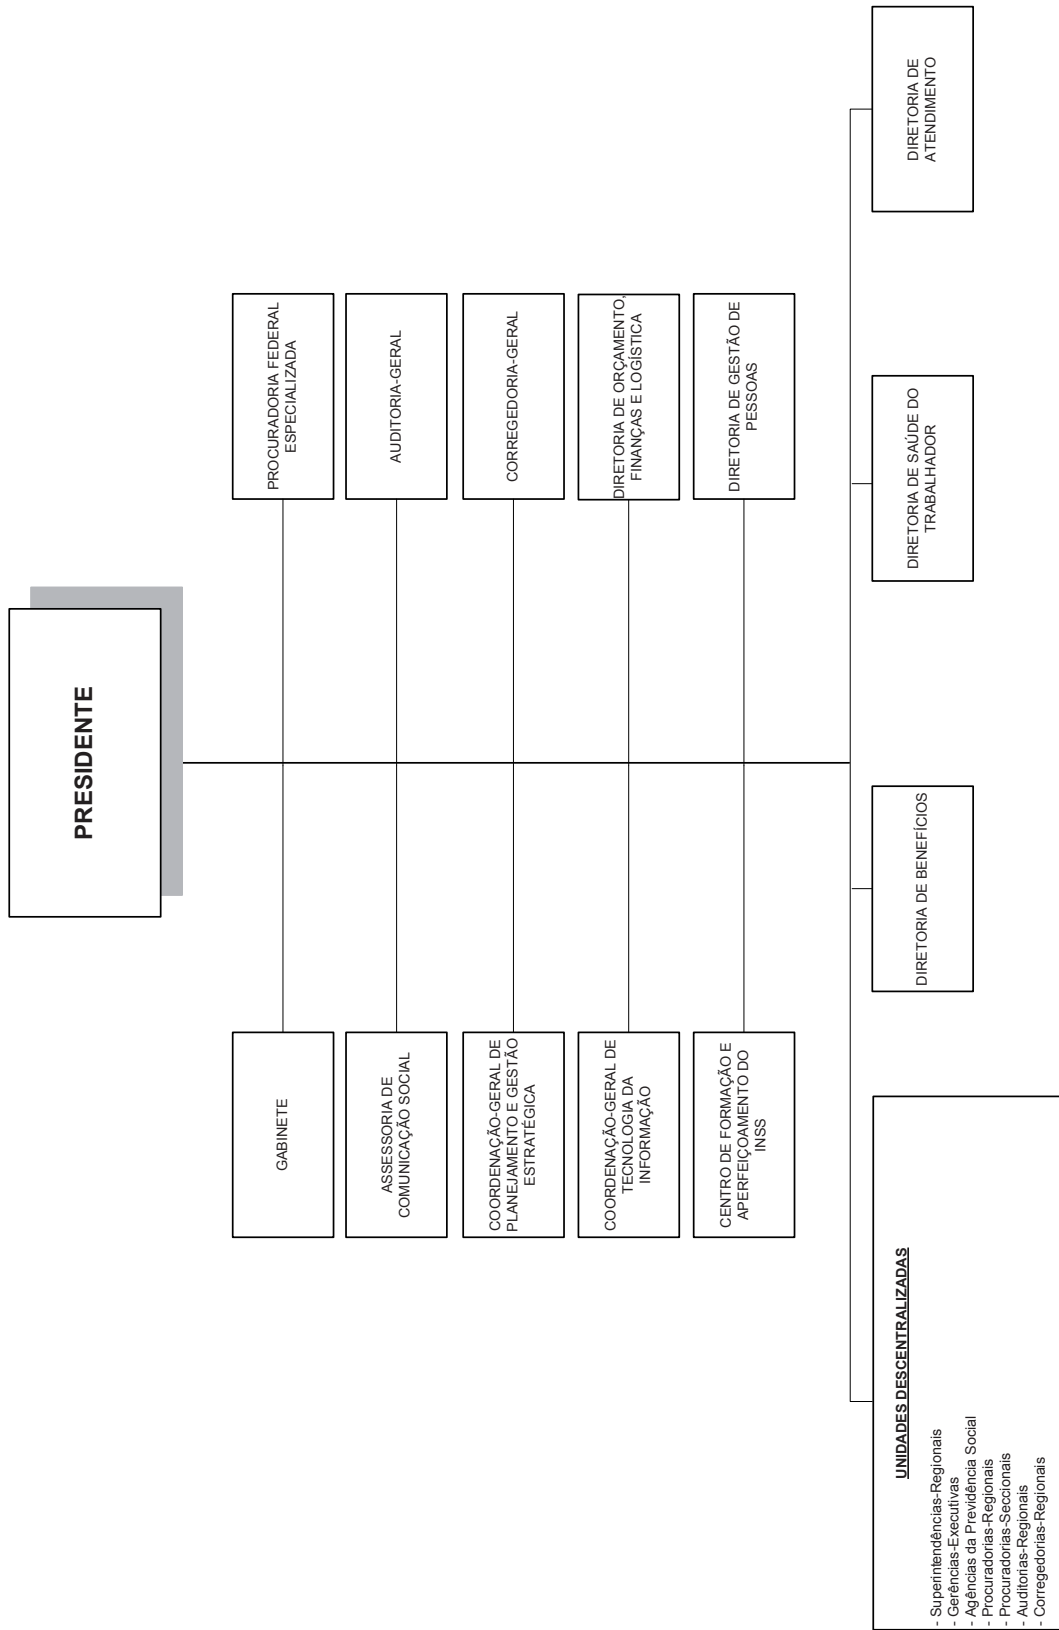 PRESIDENTE
GABINETE
PROCURADORIA FEDERAL
ESPECIALIZADA
ASSESSORIA DE
COMUNICAÇÃO SOCIAL
AUDITORIA-GERAL
COORDENAÇÃO-GERAL DE
PLANEJAMENTO E GESTÃO
ESTRATÉGICA
CORREGEDORIA-GERAL
COORDENAÇÃO-GERAL DE
TECNOLOGIA DA
INFORMAÇÃO
DIRETORIA DE ORÇAMENTO,
FINANÇAS E LOGÍSTICA
CENTRO DE FORMAÇÃO E
APERFEIÇOAMENTO DO
INSS
DIRETORIA DE GESTÃO DE
PESSOAS
UNIDADES DESCENTRALIZADAS
- Superintendências-Regionais
- Gerências-Executivas
- Agências da Previdência Social
- Procuradorias-Regionais
- Procuradorias-Seccionais
- Auditorias-Regionais
- Corregedorias-Regionais
DIRETORIA DE BENEFÍCIOS
DIRETORIA DE SAÚDE DO
TRABALHADOR
DIRETORIA DE
ATENDIMENTO